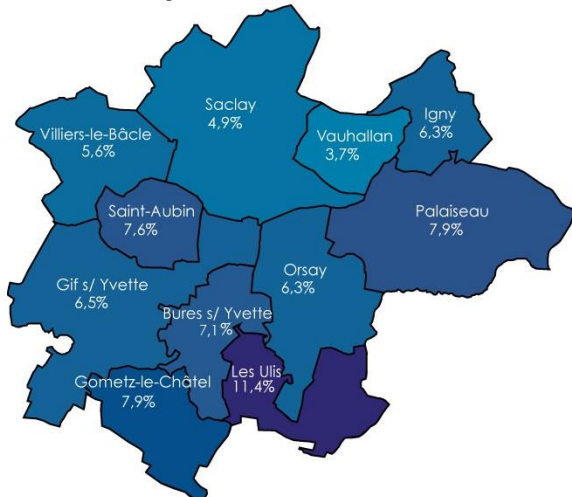 Saclay
4,9%
Igny
6,3%
Villiers-le-Bâcle
5,6%
Vauhallan
3,7%
Saint-Aubin
7,6%
Palaiseau
7,9%
Gif s/ Yvette
6,5%
Orsay
6,3%
Bures s/ Yvette
7,1%
Gometz-le-Châtel
7,9%
Les Ulis
11,4%